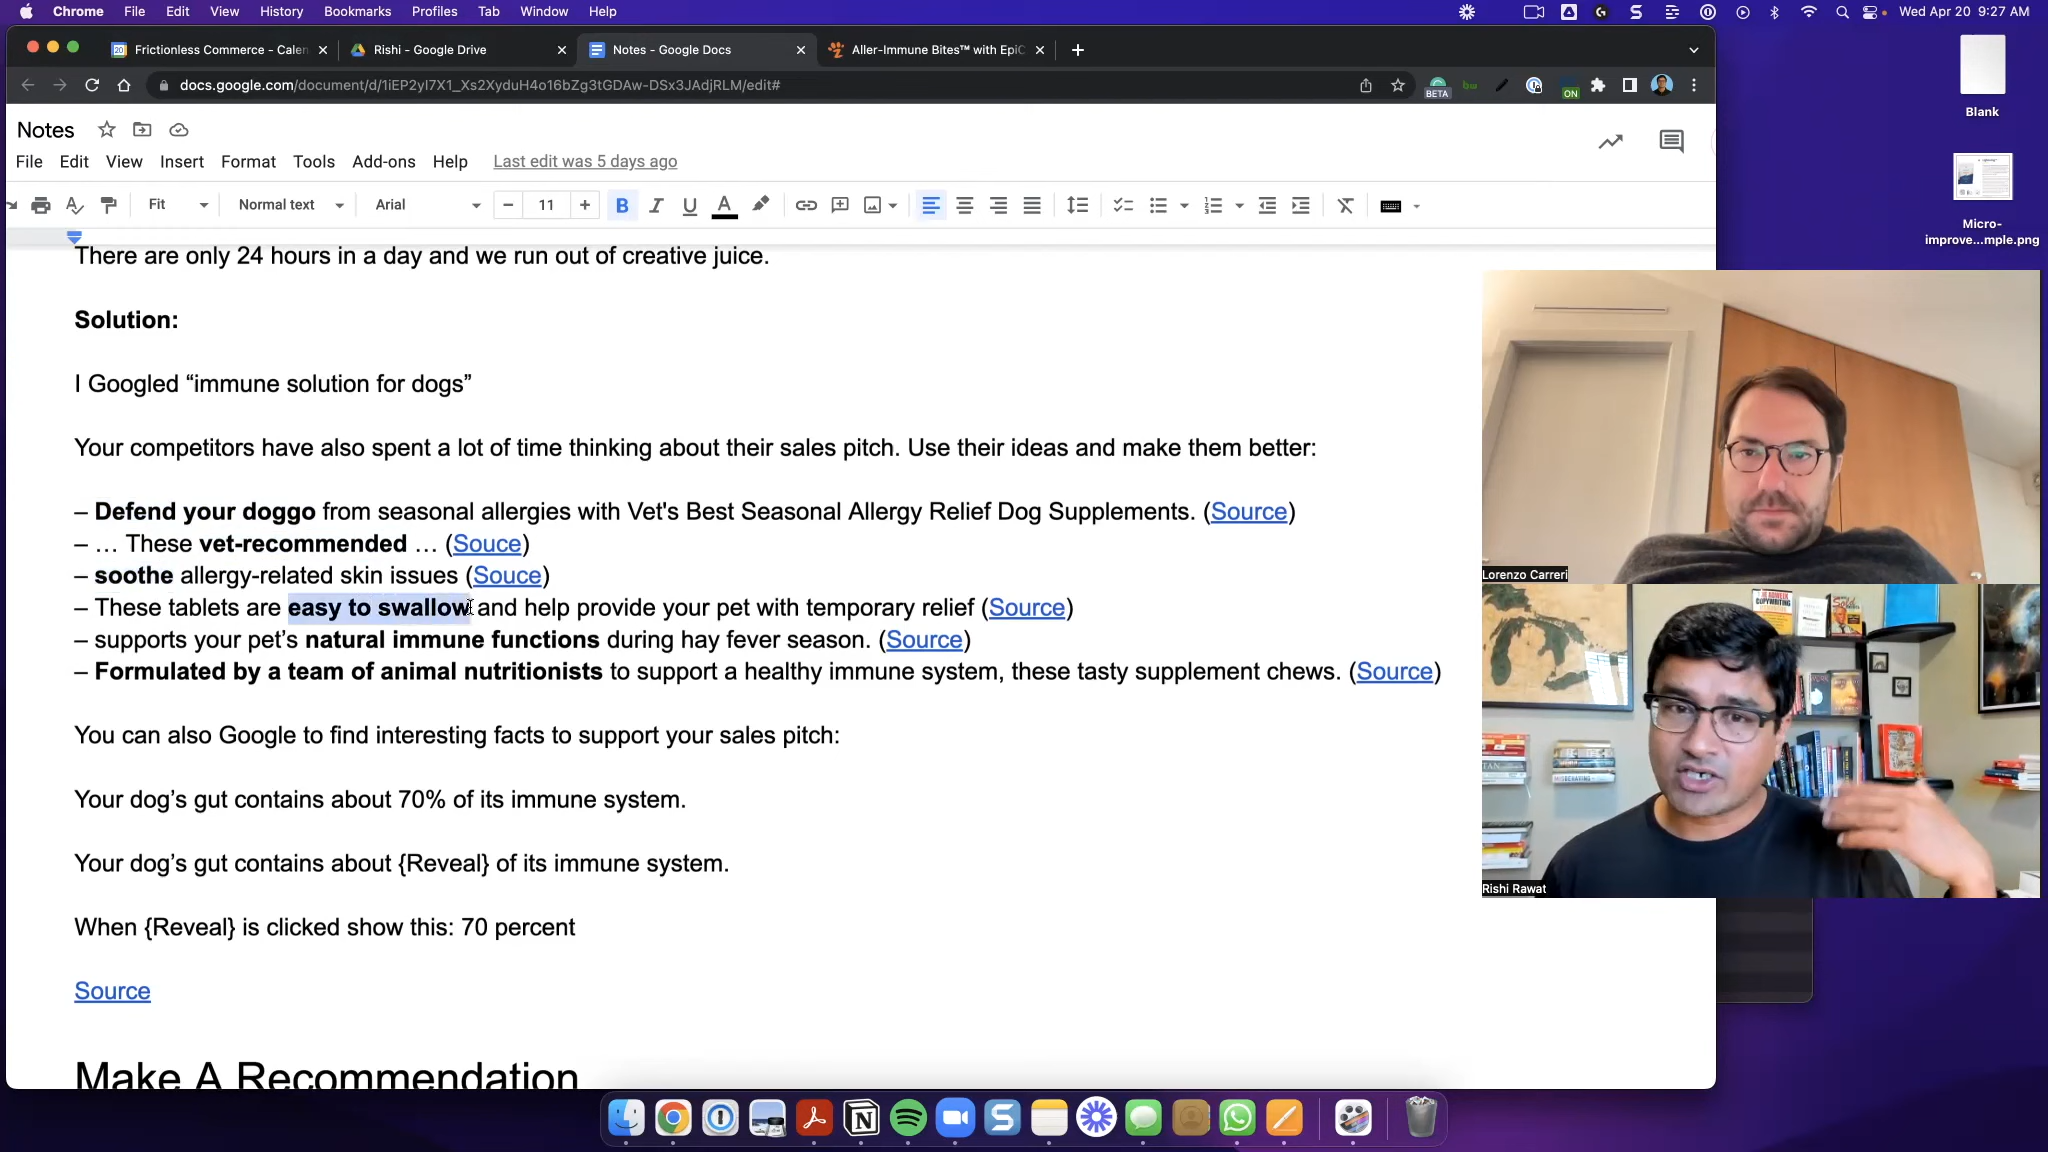 Chrome File Edit View History Bookmarks Profiles Tab Window Help
Wed Apr 20 9:27 AM
Frictionless Commerce - Calen
Rishi - Google Drive
Notes - Google Docs
Aller-Immune Bites™ with EpiC
docs.google.com/document/d/1iEP2yI7X1_Xs2XyduH4o16bZg3tGDAw-DSx3JAdjRLM/edit#
BETA
ON
Blank
Notes
File Edit View Insert Format Tools Add-ons Help Last edit was 5 days ago
Micro-
improve...mple.png
Fit Normal text Arial 11 B I U A
There are only 24 hours in a day and we run out of creative juice.
Solution:
I Googled “immune solution for dogs”
Your competitors have also spent a lot of time thinking about their sales pitch. Use their ideas and make them better:
– Defend your doggo from seasonal allergies with Vet's Best Seasonal Allergy Relief Dog Supplements. (Source)
– … These vet-recommended … (Souce)
– soothe allergy-related skin issues (Souce)
– These tablets are easy to swallow and help provide your pet with temporary relief (Source)
– supports your pet’s natural immune functions during hay fever season. (Source)
– Formulated by a team of animal nutritionists to support a healthy immune system, these tasty supplement chews. (Source)
You can also Google to find interesting facts to support your sales pitch:
Your dog’s gut contains about 70% of its immune system.
Your dog’s gut contains about {Reveal} of its immune system.
When {Reveal} is clicked show this: 70 percent
Source
Make A Recommendation
Lorenzo Carreri
Rishi Rawat